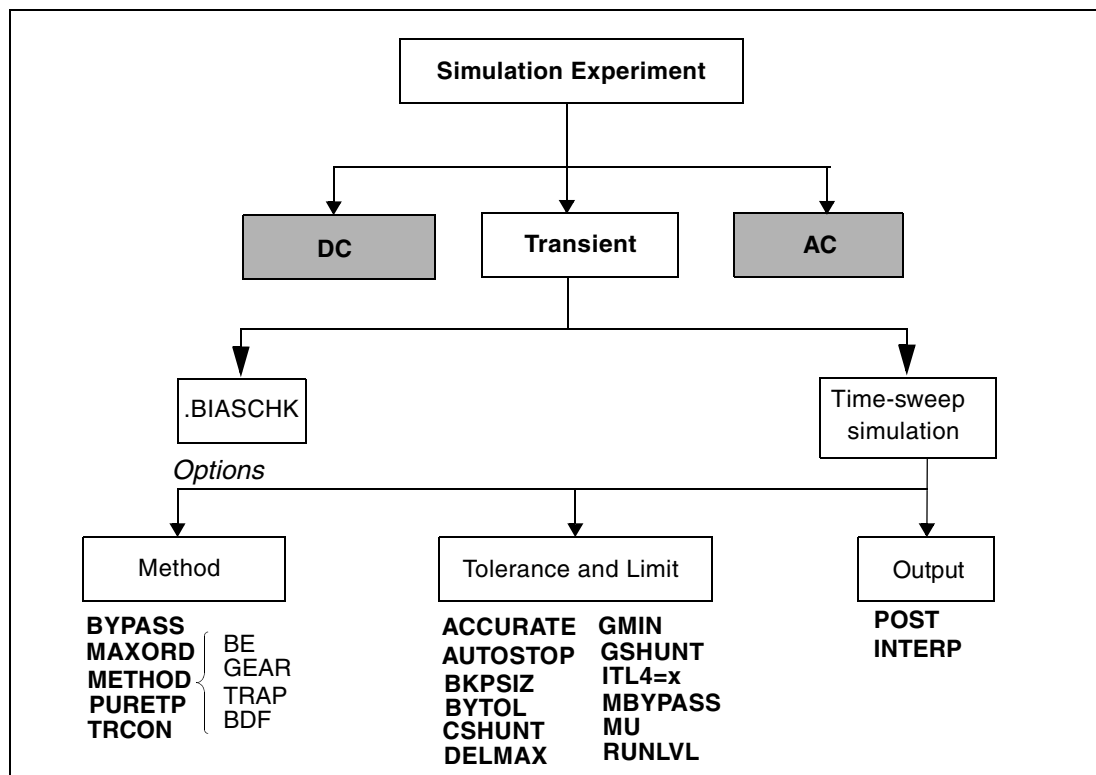 Simulation Experiment
DC
Transient
AC
.BIASCHK
Time-sweep
simulation
Options
Method
Tolerance and Limit
Output
BYPASS
MAXORD
METHOD
PURETP
TRCON
BE
GEAR
TRAP
BDF
ACCURATE
AUTOSTOP
BKPSIZ
BYTOL
CSHUNT
DELMAX
GMIN
GSHUNT
ITL4=x
MBYPASS
MU
RUNLVL
POST
INTERP